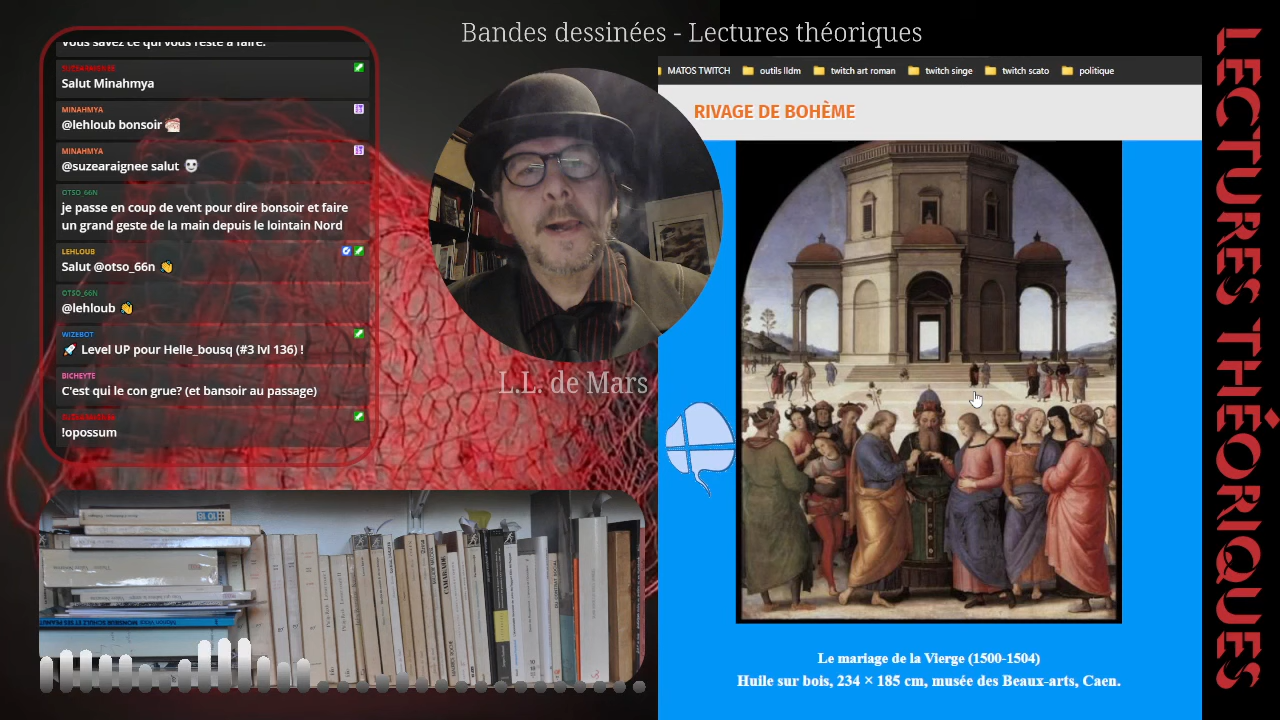 Bandes dessinées - Lectures théoriques
vous savez ce qui vous reste à faire.
Salut Minahmya
MINAHMYA
@lehloub bonsoir
MINAHMYA
@suzearaignee salut
OTSO_66N
je passe en coup de vent pour dire bonsoir et faire
un grand geste de la main depuis le lointain Nord
LEHLOUB
Salut @otso_66n
OTSO_66N
@lehloub
WIZEBOT
Level UP pour Helle_bousq (#3 lvl 136) !
BICHEYTE
C'est qui le con grue? (et bansoir au passage)
!opossum
L.L. de Mars
MATOS TWITCH
outils lldm
twitch art roman
twitch singe
twitch scato
politique
RIVAGE DE BOHÈME
Le mariage de la Vierge (1500-1504)
Huile sur bois, 234 × 185 cm, musée des Beaux-arts, Caen.
LECTURES THÉORIQUES